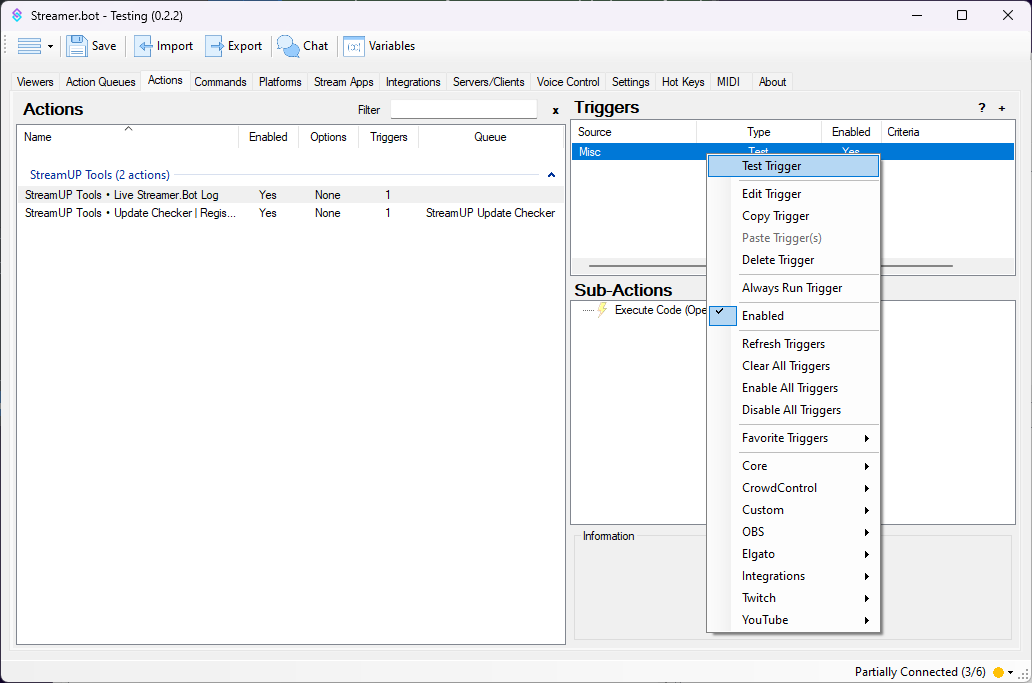 Streamer.bot - Testing (0.2.2)
Save Import Export Chat Variables
Viewers Action Queues Actions Commands Platforms Stream Apps Integrations Servers/Clients Voice Control Settings Hot Keys MIDI About
Actions
Filter
x
Name Enabled Options Triggers Queue
StreamUP Tools (2 actions)
StreamUP Tools • Live Streamer.Bot Log Yes None 1
StreamUP Tools • Update Checker | Regis... Yes None 1 StreamUP Update Checker
Triggers
? +
Source Type Enabled Criteria
Misc Test Yes
Test Trigger
Edit Trigger
Copy Trigger
Paste Trigger(s)
Delete Trigger
Always Run Trigger
Enabled
Refresh Triggers
Clear All Triggers
Enable All Triggers
Disable All Triggers
Favorite Triggers
Core
CrowdControl
Custom
OBS
Elgato
Integrations
Twitch
YouTube
Sub-Actions
Execute Code (Ope
Information
Partially Connected (3/6)